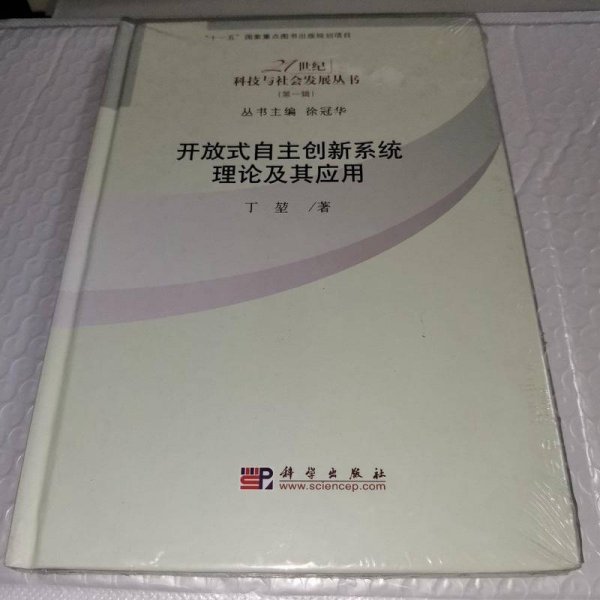 "十一五"国家重点图书出版规划项目
21世纪
科技与社会发展丛书
(第一辑)
丛书主编 徐冠华
开放式自主创新系统
理论及其应用
丁堃 /著
SP 科学出版社
www.sciencep.com